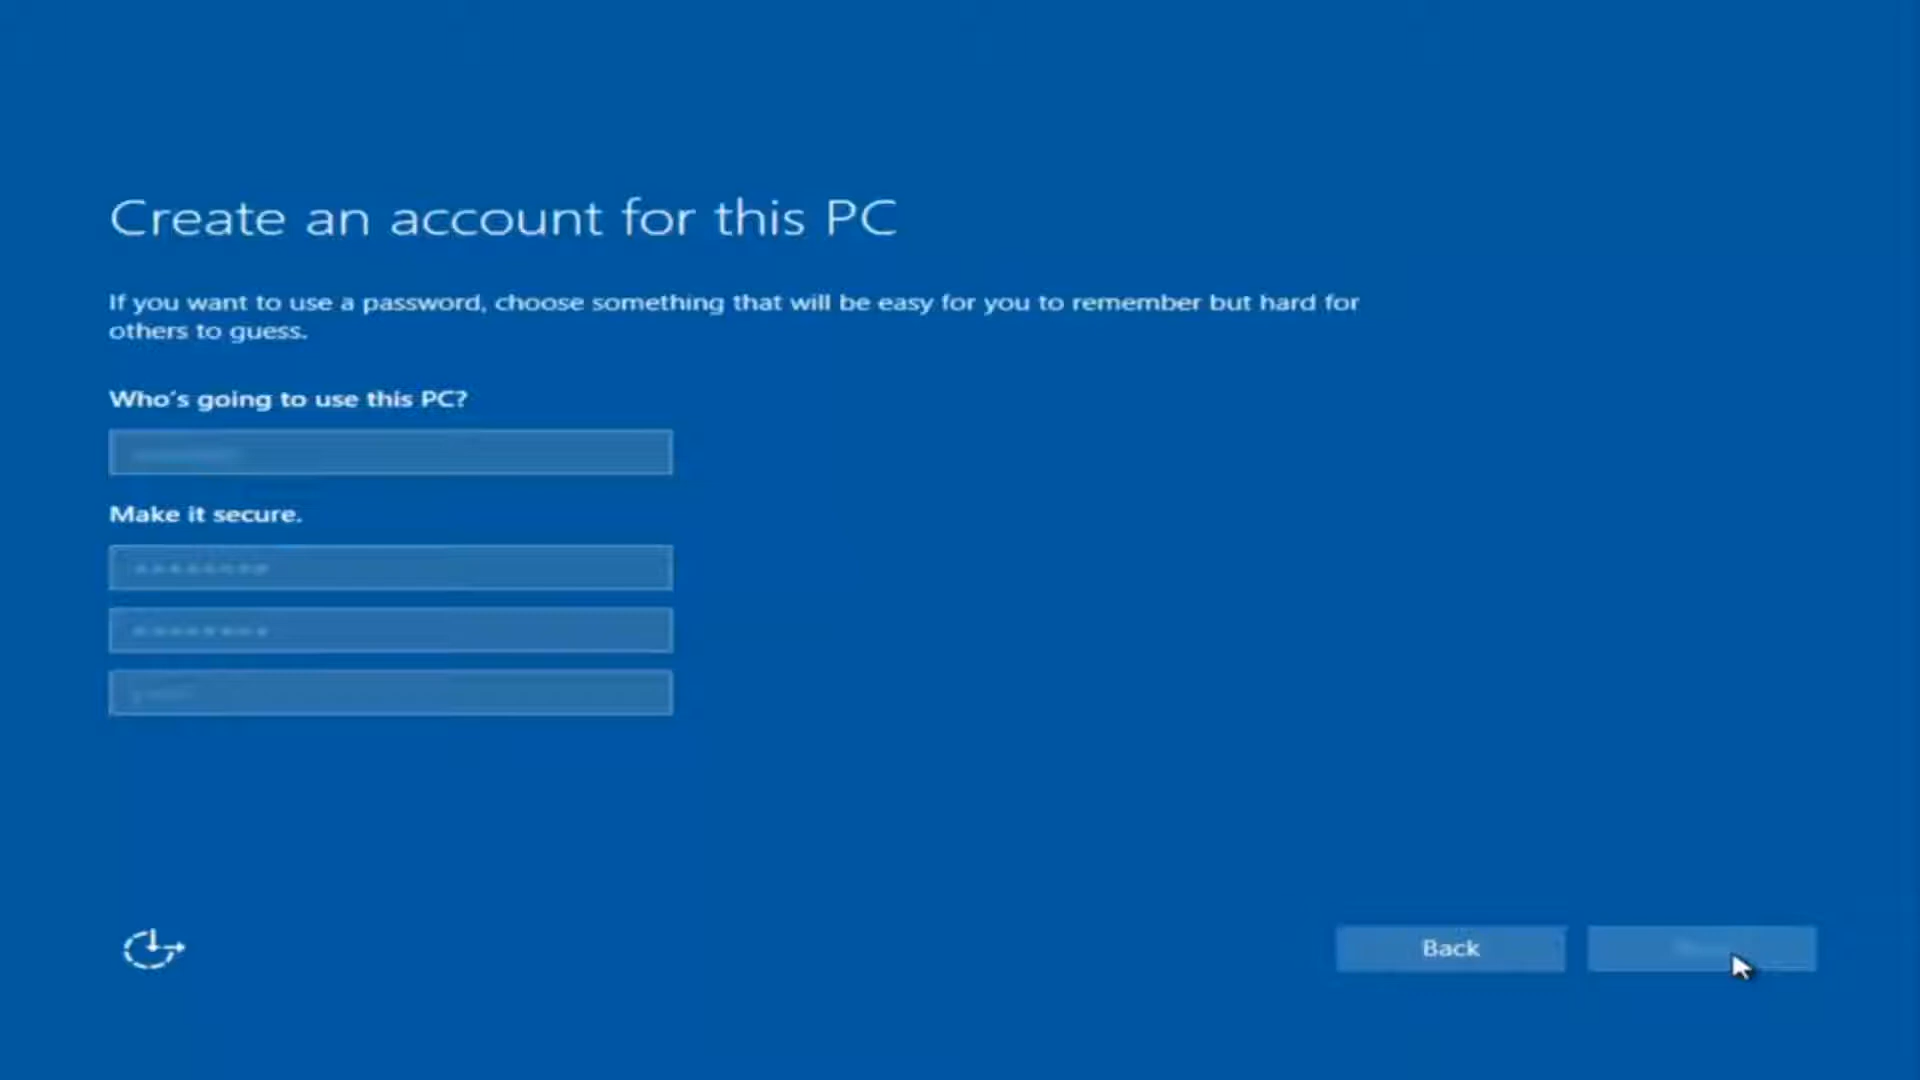 Create an account for this PC
If you want to use a password, choose something that will be easy for you to remember but hard for
others to guess.
Who's going to use this PC?
Make it secure.
Back